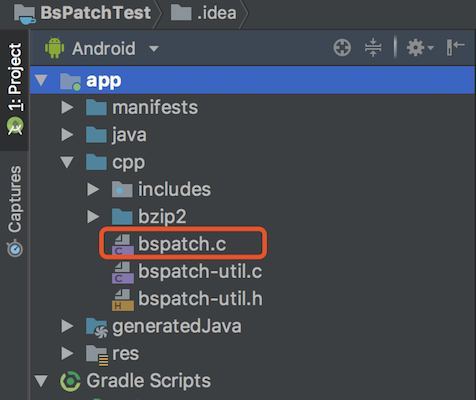 BsPatchTest .idea
Android
1: Project
Captures
app
manifests
java
cpp
includes
bzip2
bspatch.c
bspatch-util.c
bspatch-util.h
generatedJava
res
Gradle Scripts